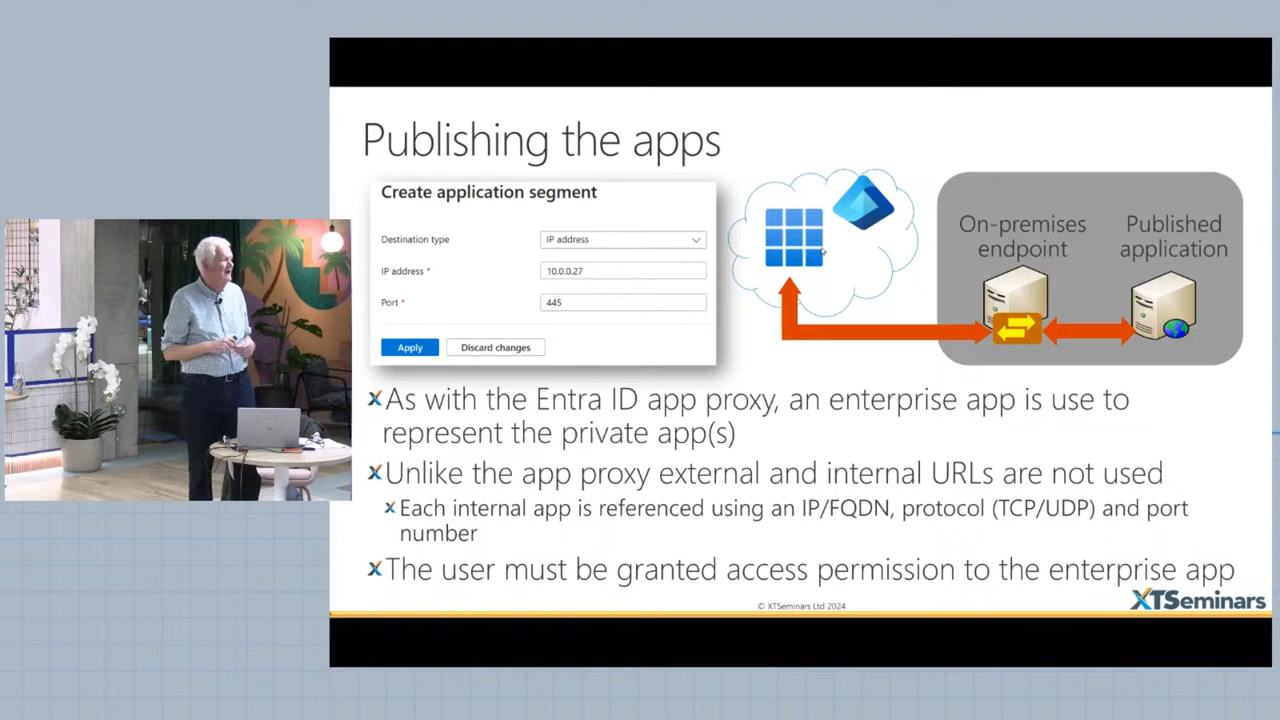 Publishing the apps
Create application segment
Destination type
IP address
IP address *
10.0.0.27
Port *
445
Apply
Discard changes
On-premises
endpoint
Published
application
As with the Entra ID app proxy, an enterprise app is use to
represent the private app(s)
Unlike the app proxy external and internal URLs are not used
Each internal app is referenced using an IP/FQDN, protocol (TCP/UDP) and port
number
The user must be granted access permission to the enterprise app
© XTSeminars Ltd 2024
XTSeminars